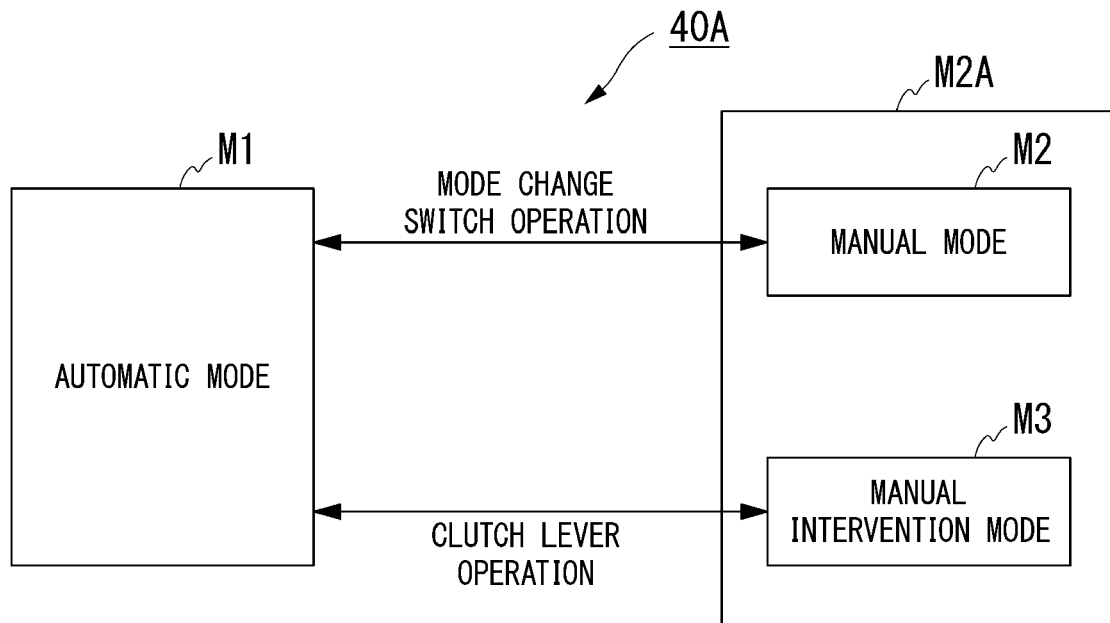 40A
M2A
M1
M2
MODE CHANGE
SWITCH OPERATION
MANUAL MODE
AUTOMATIC MODE
M3
MANUAL
INTERVENTION MODE
CLUTCH LEVER
OPERATION